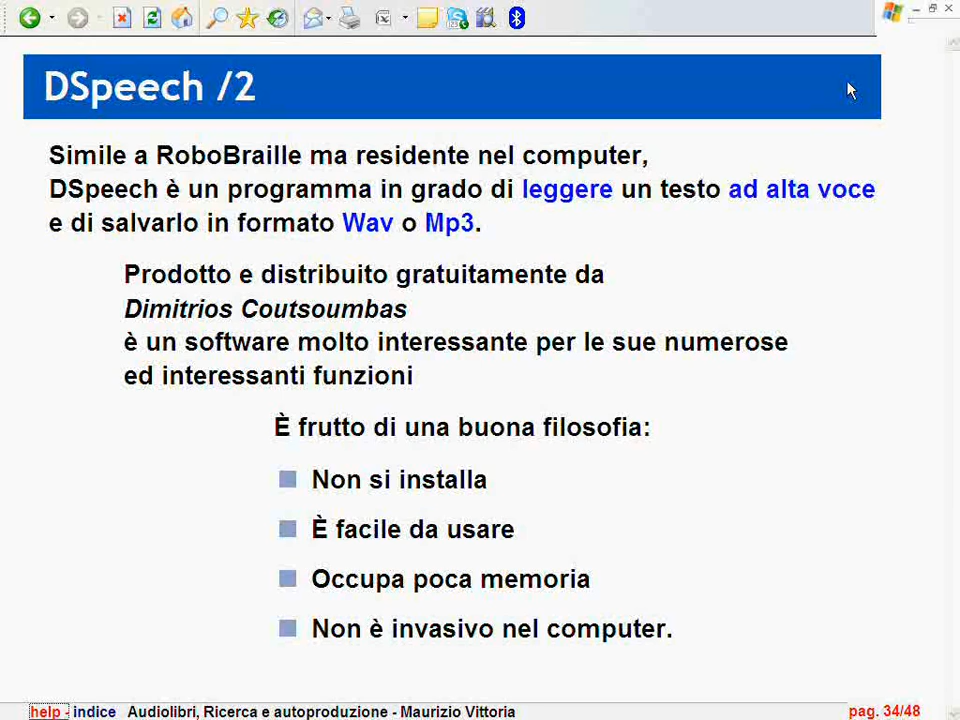 DSpeech /2
Simile a RoboBraille ma residente nel computer,
DSpeech è un programma in grado di leggere un testo ad alta voce
e di salvarlo in formato Wav o Mp3.
Prodotto e distribuito gratuitamente da
Dimitrios Coutsoumbas
è un software molto interessante per le sue numerose
ed interessanti funzioni
È frutto di una buona filosofia:
Non si installa
È facile da usare
Occupa poca memoria
Non è invasivo nel computer.
help - indice Audiolibri, Ricerca e autoproduzione - Maurizio Vittoria pag. 34/48